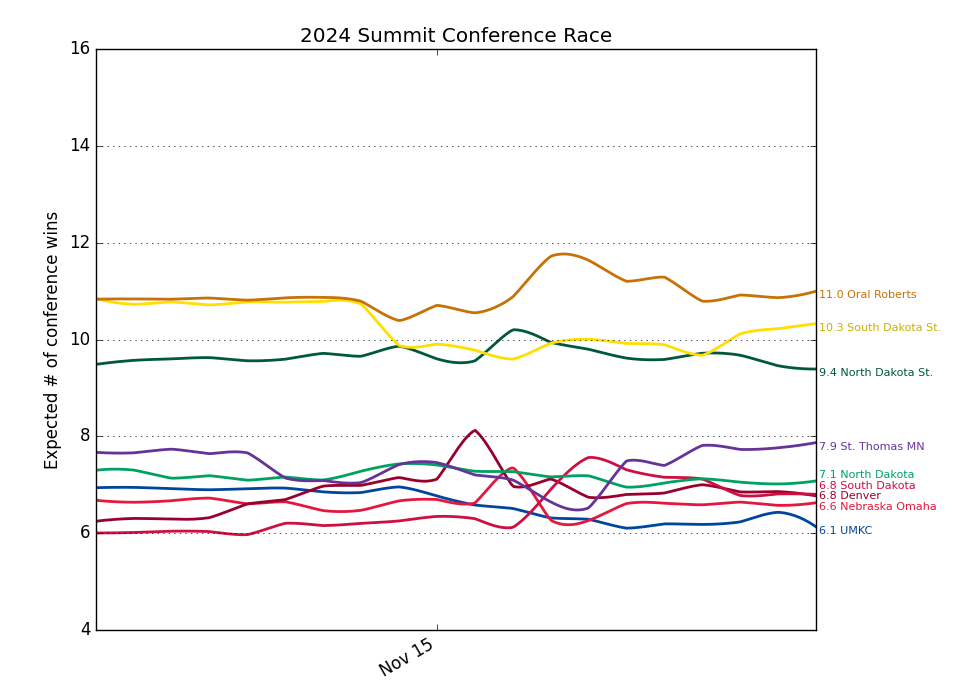 2024 Summit Conference Race
Expected # of conference wins
16
14
12
10
8
6
4
Nov 15
11.0 Oral Roberts
10.3 South Dakota St.
9.4 North Dakota St.
7.9 St. Thomas MN
7.1 North Dakota
6.8 South Dakota
6.8 Denver
6.6 Nebraska Omaha
6.1 UMKC